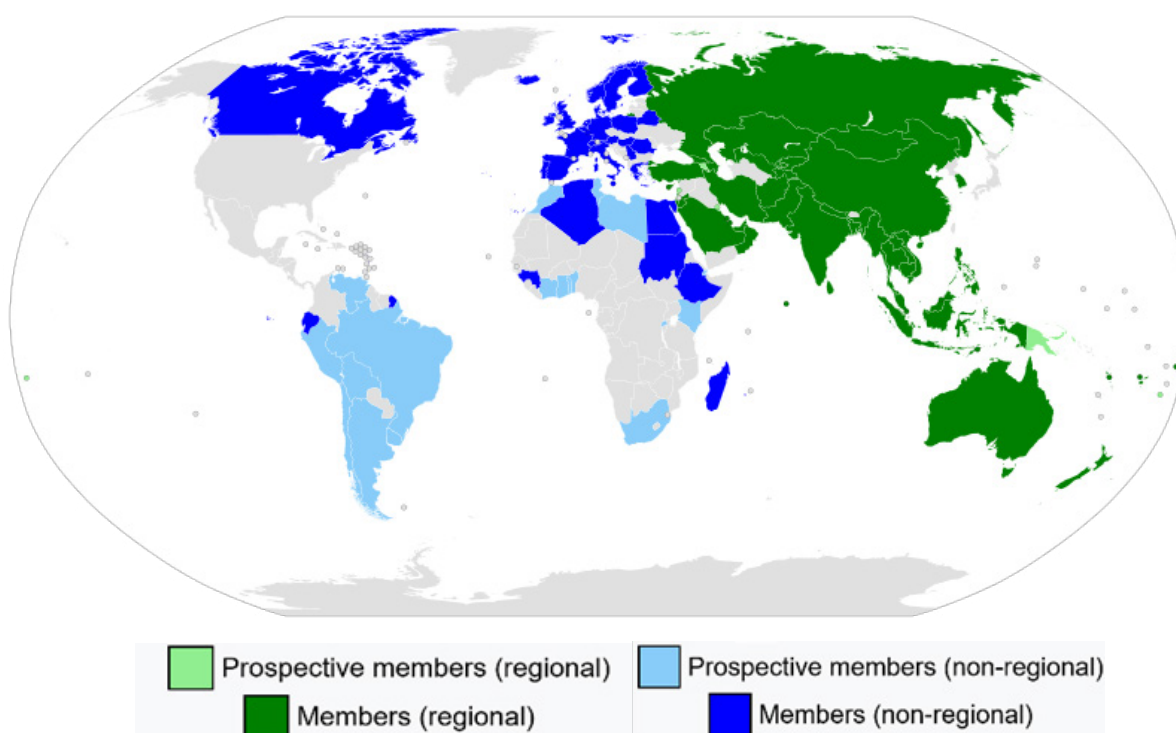 Prospective members (regional)
Members (regional)
Prospective members (non-regional)
Members (non-regional)